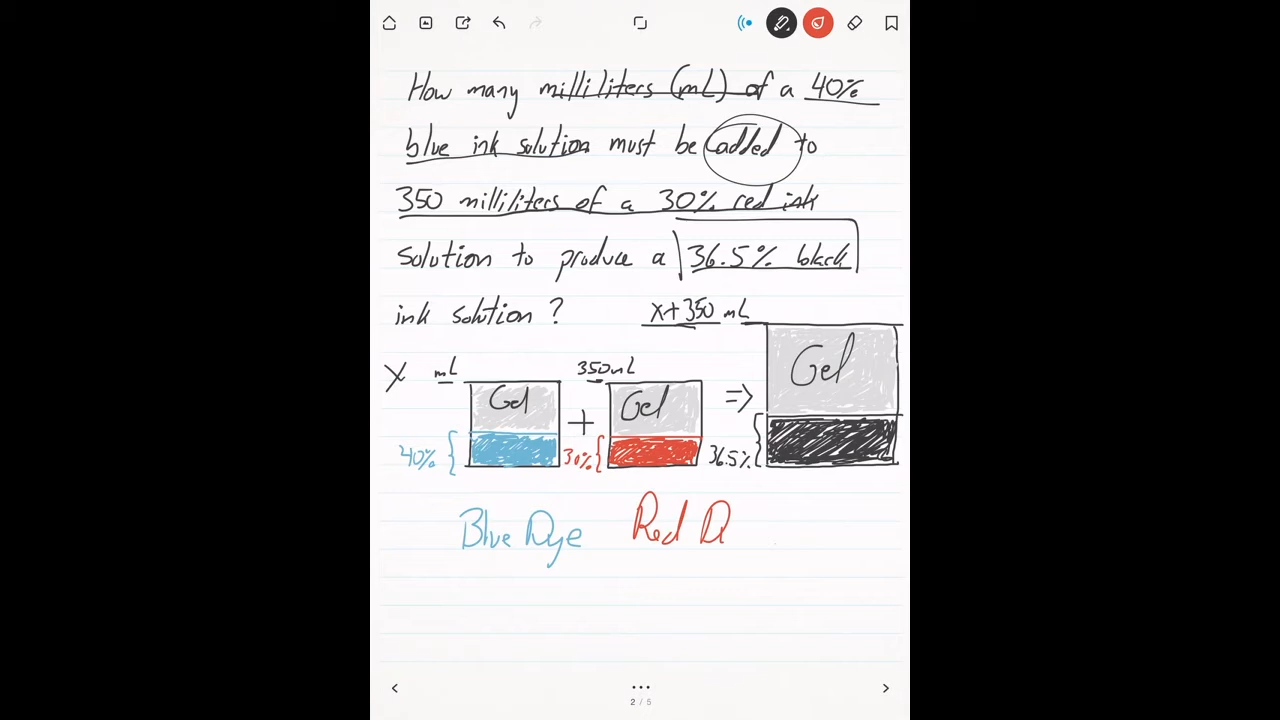 How many milliliters (mL) of a 40%
blue ink solution must be added to
350 milliliters of a 30% red ink
solution to produce a 36.5% black
ink solution?
x+350 mL
X mL
350 mL
Gel
Gel
Gel
+
=>
40%
30%
36.5%
Blue Dye
Red D
2 / 5